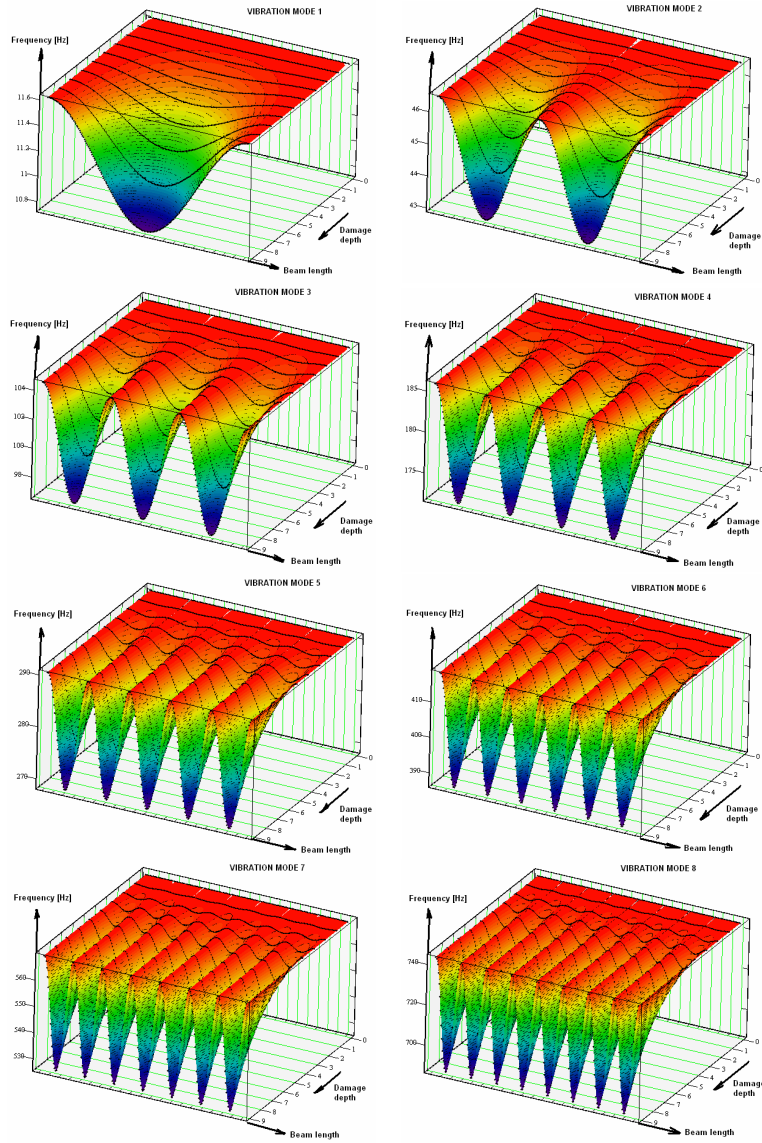 VIBRATION MODE 1
Frequency [Hz]
11.6
11.4
11.2
11
10.8
0
1
2
3
4
5
6
7
8
9
Damage
depth
Beam length
VIBRATION MODE 2
Frequency [Hz]
46
45
44
43
0
1
2
3
4
5
6
7
8
9
Damage
depth
Beam length
VIBRATION MODE 3
Frequency [Hz]
104
102
100
98
0
1
2
3
4
5
6
7
8
9
Damage
depth
Beam length
VIBRATION MODE 4
Frequency [Hz]
185
180
175
0
1
2
3
4
5
6
7
8
9
Damage
depth
Beam length
VIBRATION MODE 5
Frequency [Hz]
290
280
270
0
1
2
3
4
5
6
7
8
9
Damage
depth
Beam length
VIBRATION MODE 6
Frequency [Hz]
410
400
390
0
1
2
3
4
5
6
7
8
9
Damage
depth
Beam length
VIBRATION MODE 7
Frequency [Hz]
560
550
540
530
0
1
2
3
4
5
6
7
8
9
Damage
depth
Beam length
VIBRATION MODE 8
Frequency [Hz]
740
720
700
0
1
2
3
4
5
6
7
8
9
Damage
depth
Beam length